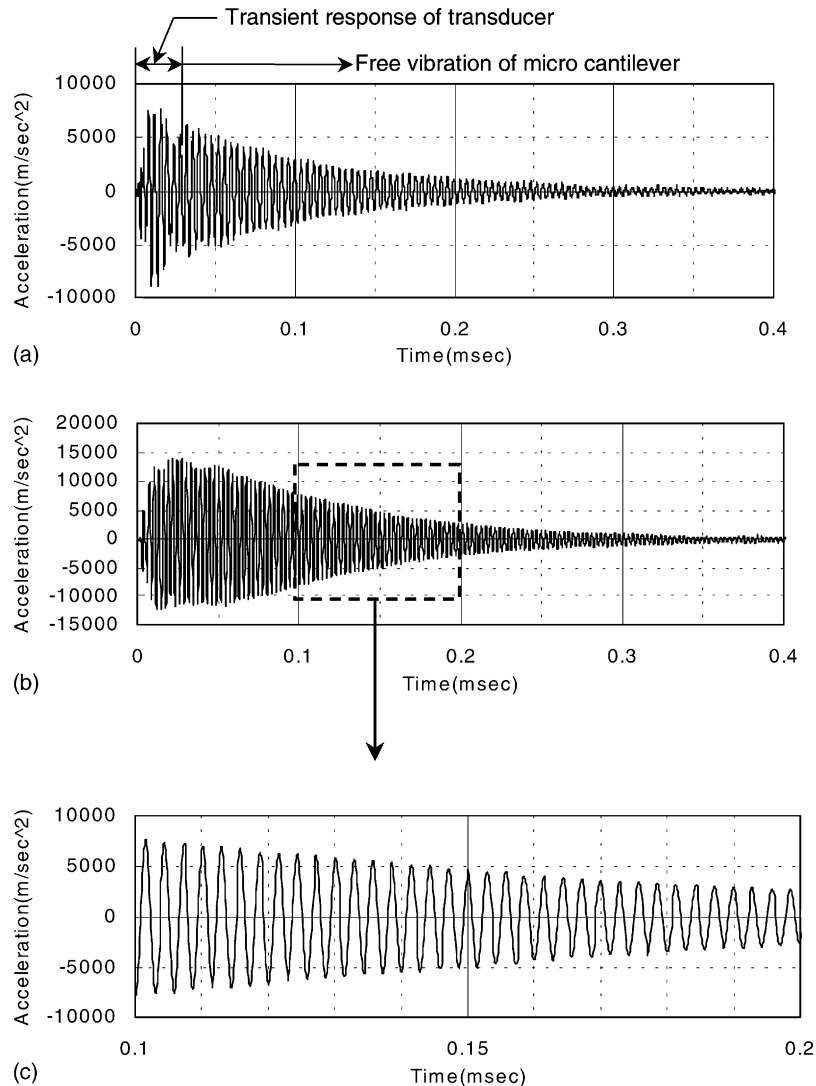 Transient response of transducer
Free vibration of micro cantilever
10000
5000
0
-5000
-10000
Acceleration(m/sec^2)
0 0.1 0.2 0.3 0.4
Time(msec)
(a)
20000
15000
10000
5000
0
-5000
-10000
-15000
Acceleration(m/sec^2)
0 0.1 0.2 0.3 0.4
Time(msec)
(b)
10000
5000
0
-5000
-10000
Acceleration(m/sec^2)
0.1 0.15 0.2
Time(msec)
(c)